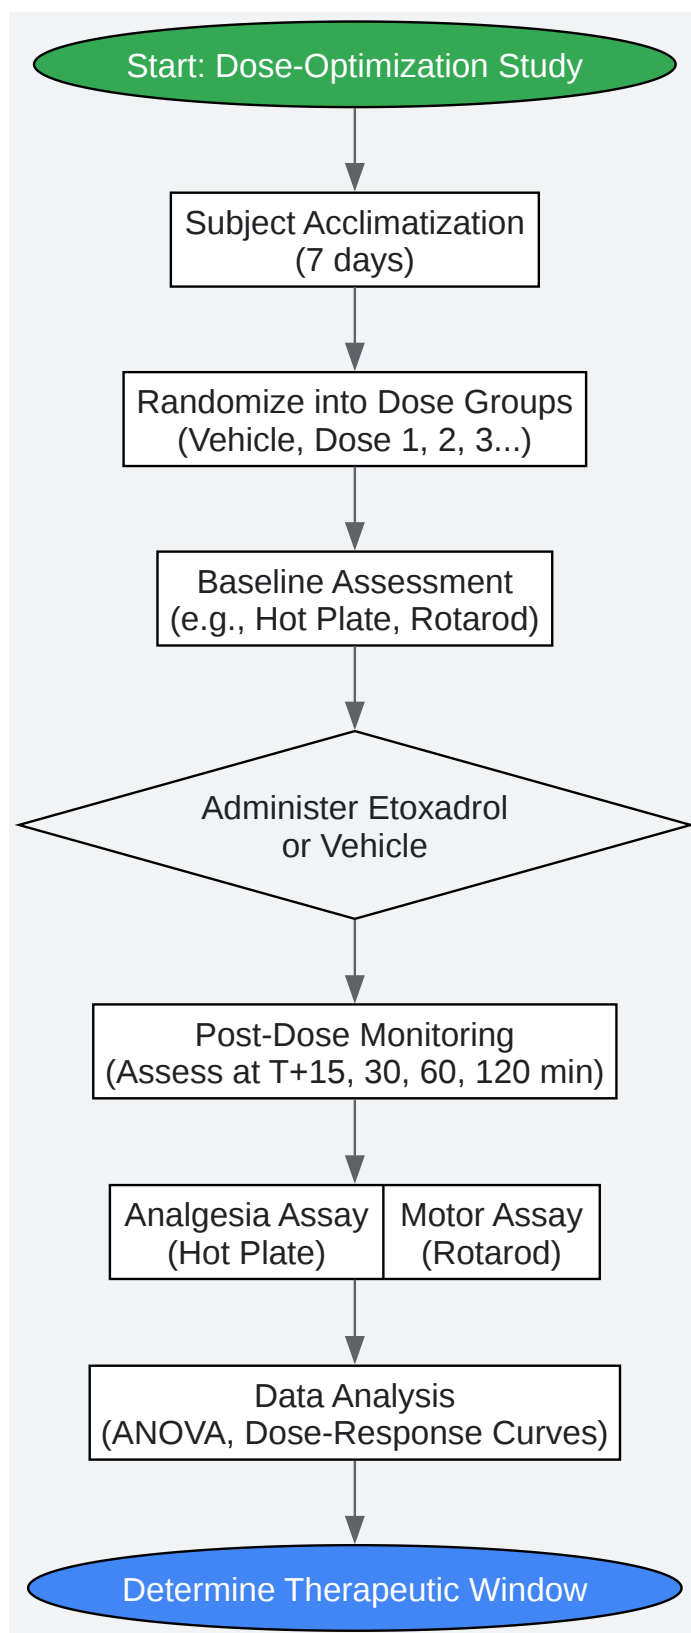 Start: Dose-Optimization Study
Subject Acclimatization
(7 days)
Randomize into Dose Groups
(Vehicle, Dose 1, 2, 3...)
Baseline Assessment
(e.g., Hot Plate, Rotarod)
Administer Etoxadrol
or Vehicle
Post-Dose Monitoring
(Assess at T+15, 30, 60, 120 min)
Analgesia Assay
(Hot Plate)
Motor Assay
(Rotarod)
Data Analysis
(ANOVA, Dose-Response Curves)
Determine Therapeutic Window